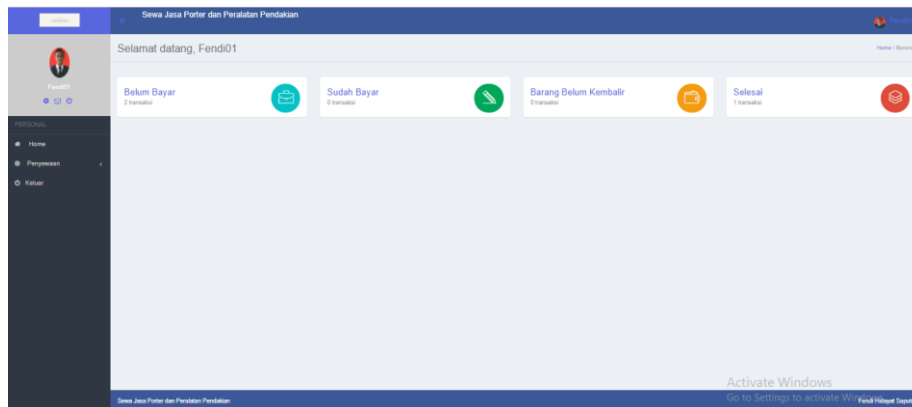 Sewa Jasa Porter dan Peralatan Pendakian
Fendi01
PERSONAL
Home
Penyewaan
Keluar
Selamat datang, Fendi01
Home /
Belum Bayar
2 transaksi
Sudah Bayar
0 transaksi
Barang Belum Kembalir
0 transaksi
Selesai
1 transaksi
Activate Windows
Go to Settings to activate
Sewa Jasa Porter dan Peralatan Pendakian
Fendi Hidayat